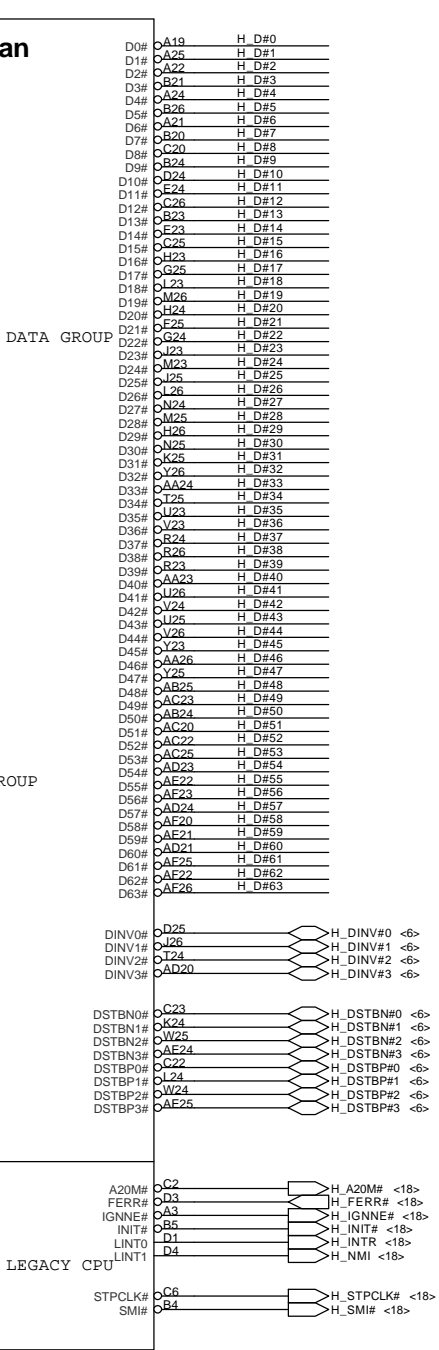 an
D0# A19 H_D#0
D1# A25 H_D#1
D2# A22 H_D#2
D3# B21 H_D#3
D4# A24 H_D#4
D5# B26 H_D#5
D6# A21 H_D#6
D7# B20 H_D#7
D8# C20 H_D#8
D9# B24 H_D#9
D10# D24 H_D#10
D11# E24 H_D#11
D12# C26 H_D#12
D13# B23 H_D#13
D14# E23 H_D#14
D15# C25 H_D#15
D16# H23 H_D#16
D17# G25 H_D#17
D18# L23 H_D#18
D19# M26 H_D#19
D20# H24 H_D#20
DATA GROUP D21# F25 H_D#21
D22# G24 H_D#22
D23# J23 H_D#23
D24# M23 H_D#24
D25# J25 H_D#25
D26# L26 H_D#26
D27# N24 H_D#27
D28# M25 H_D#28
D29# H26 H_D#29
D30# N25 H_D#30
D31# K25 H_D#31
D32# Y26 H_D#32
D33# AA24 H_D#33
D34# T25 H_D#34
D35# U23 H_D#35
D36# V23 H_D#36
D37# R24 H_D#37
D38# R26 H_D#38
D39# R23 H_D#39
D40# AA23 H_D#40
D41# U26 H_D#41
D42# V24 H_D#42
D43# U25 H_D#43
D44# V26 H_D#44
D45# Y23 H_D#45
D46# AA26 H_D#46
D47# Y25 H_D#47
D48# AB25 H_D#48
D49# AC23 H_D#49
D50# AB24 H_D#50
D51# AC20 H_D#51
D52# AC22 H_D#52
D53# AC25 H_D#53
D54# AD23 H_D#54
ROUP D55# AE22 H_D#55
D56# AF23 H_D#56
D57# AD24 H_D#57
D58# AF20 H_D#58
D59# AE21 H_D#59
D60# AD21 H_D#60
D61# AF25 H_D#61
D62# AF22 H_D#62
D63# AF26 H_D#63
DINV0# D25 H_DINV#0 <6>
DINV1# J26 H_DINV#1 <6>
DINV2# T24 H_DINV#2 <6>
DINV3# AD20 H_DINV#3 <6>
DSTBN0# C23 H_DSTBN#0 <6>
DSTBN1# K24 H_DSTBN#1 <6>
DSTBN2# W25 H_DSTBN#2 <6>
DSTBN3# AE24 H_DSTBN#3 <6>
DSTBP0# C22 H_DSTBP#0 <6>
DSTBP1# L24 H_DSTBP#1 <6>
DSTBP2# W24 H_DSTBP#2 <6>
DSTBP3# AE25 H_DSTBP#3 <6>
A20M# C2 H_A20M# <18>
FERR# D3 H_FERR# <18>
IGNNE# A3 H_IGNNE# <18>
INIT# B5 H_INIT# <18>
LINT0 D1 H_INTR <18>
LEGACY CPU LINT1 D4 H_NMI <18>
STPCLK# C6 H_STPCLK# <18>
SMI# B4 H_SMI# <18>